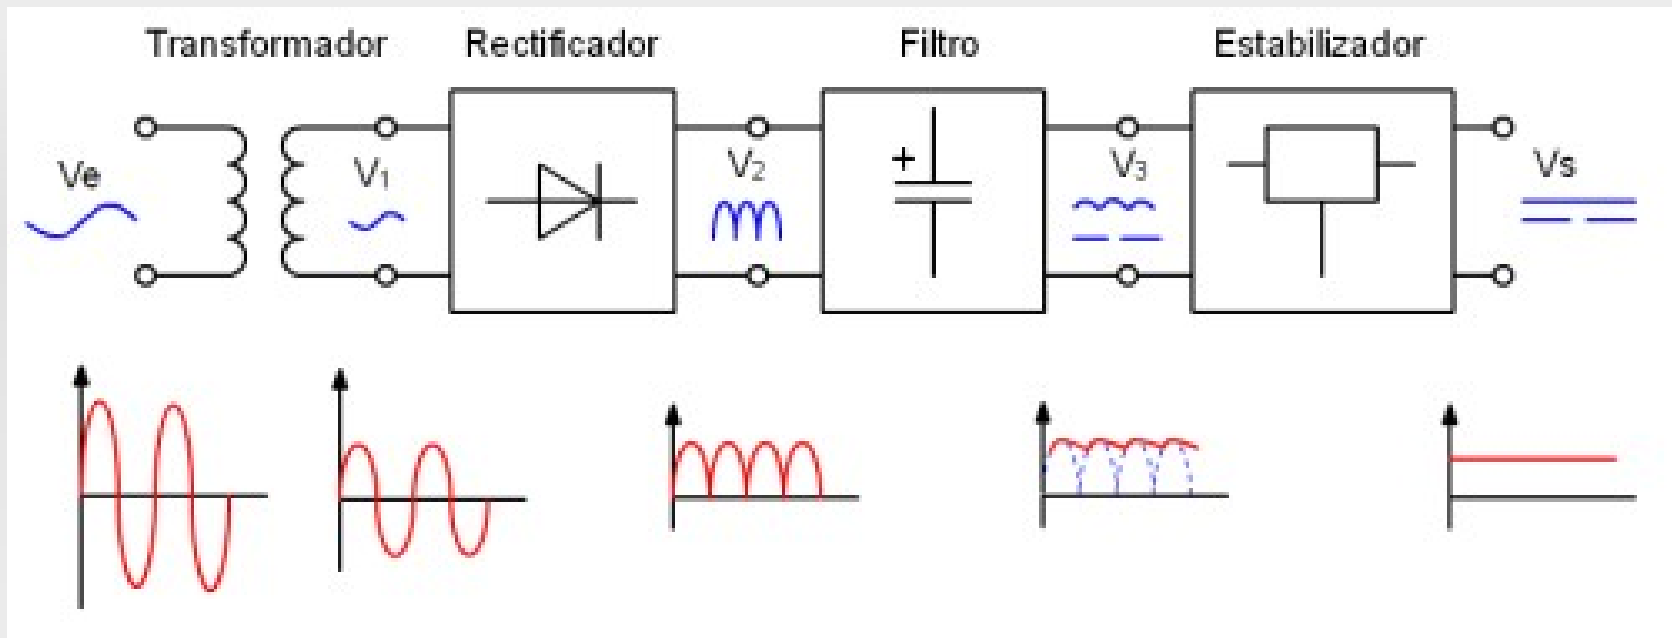 Transformador Rectificador Filtro Estabilizador
Ve V₁ V₂ + V₃ Vs